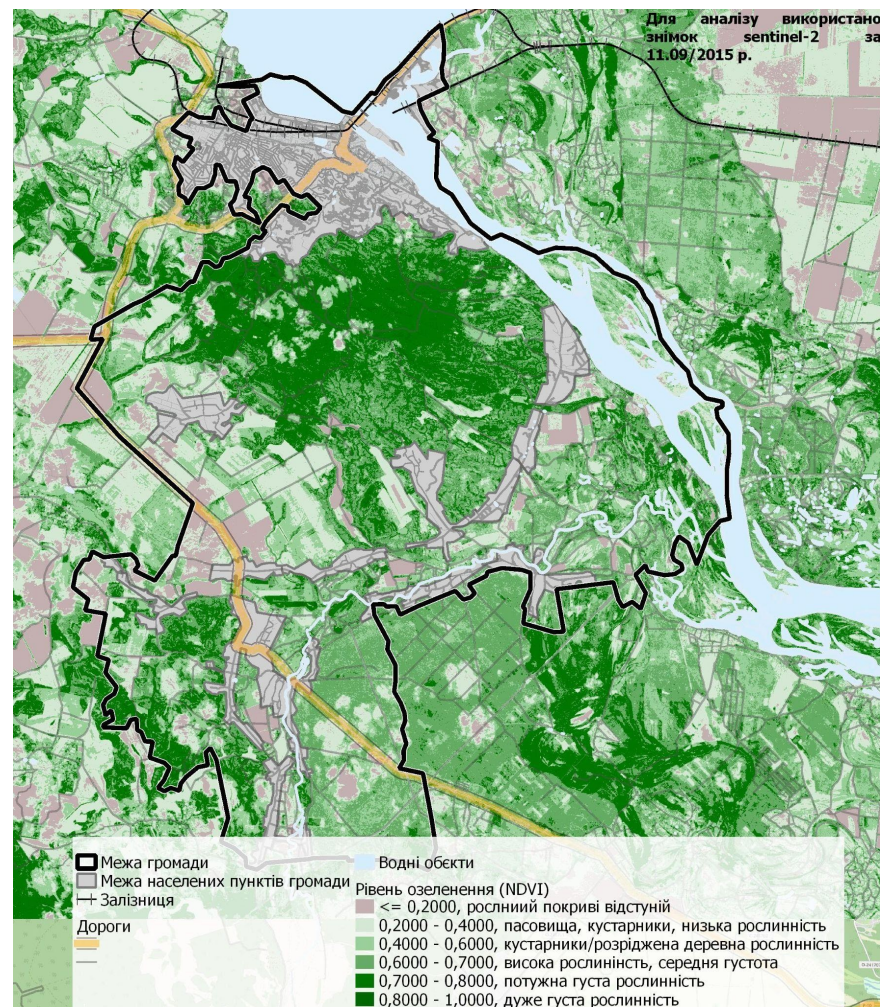 Для аналізу використано
знімок sentinel-2 за
11.09/2015 р.
Межа громади
Межа населених пунктів громади
Залізниця
Дороги
Водні обєкти
Рівень озеленення (NDVI)
<= 0,2000, рослниий покриві відстуній
0,2000 - 0,4000, пасовища, кустарники, низька рослинність
0,4000 - 0,6000, кустарники/розріджена деревна рослинність
0,6000 - 0,7000, висока рослиність, середня густота
0,7000 - 0,8000, потужна густа рослинність
0,8000 - 1,0000, дуже густа рослинність